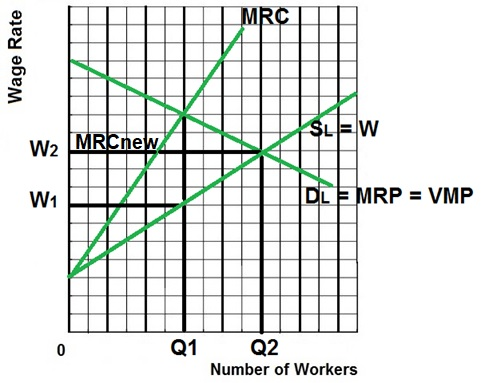 MRC
Wage Rate
SL = W
W2
MRCnew
DL = MRP = VMP
W1
0
Q1
Q2
Number of Workers